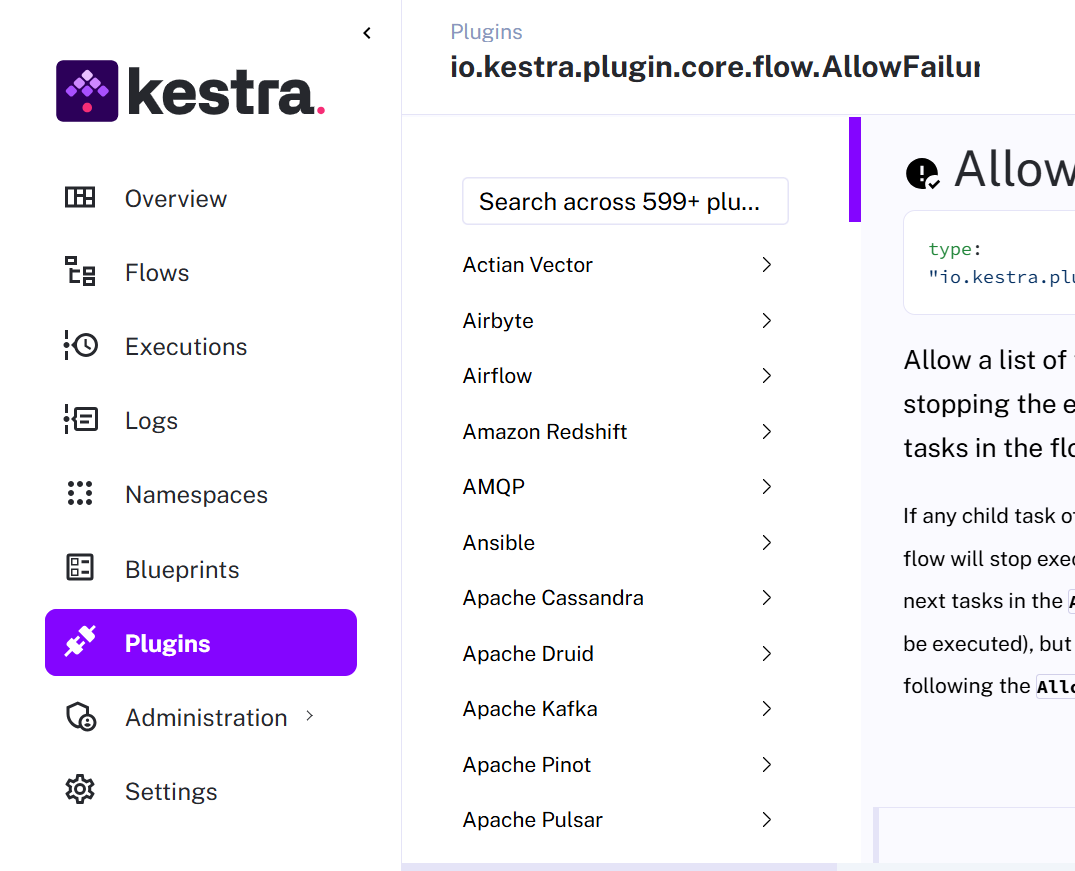 kestra.
Overview
Flows
Executions
Logs
Namespaces
Blueprints
Plugins
Administration
Settings
Plugins
io.kestra.plugin.core.flow.AllowFailur
Search across 599+ plu...
Actian Vector
Airbyte
Airflow
Amazon Redshift
AMQP
Ansible
Apache Cassandra
Apache Druid
Apache Kafka
Apache Pinot
Apache Pulsar
Allow
type:
"io.kestra.plu
Allow a list of
stopping the e
tasks in the flo
If any child task of
flow will stop exec
next tasks in the A
be executed), but
following the Allo